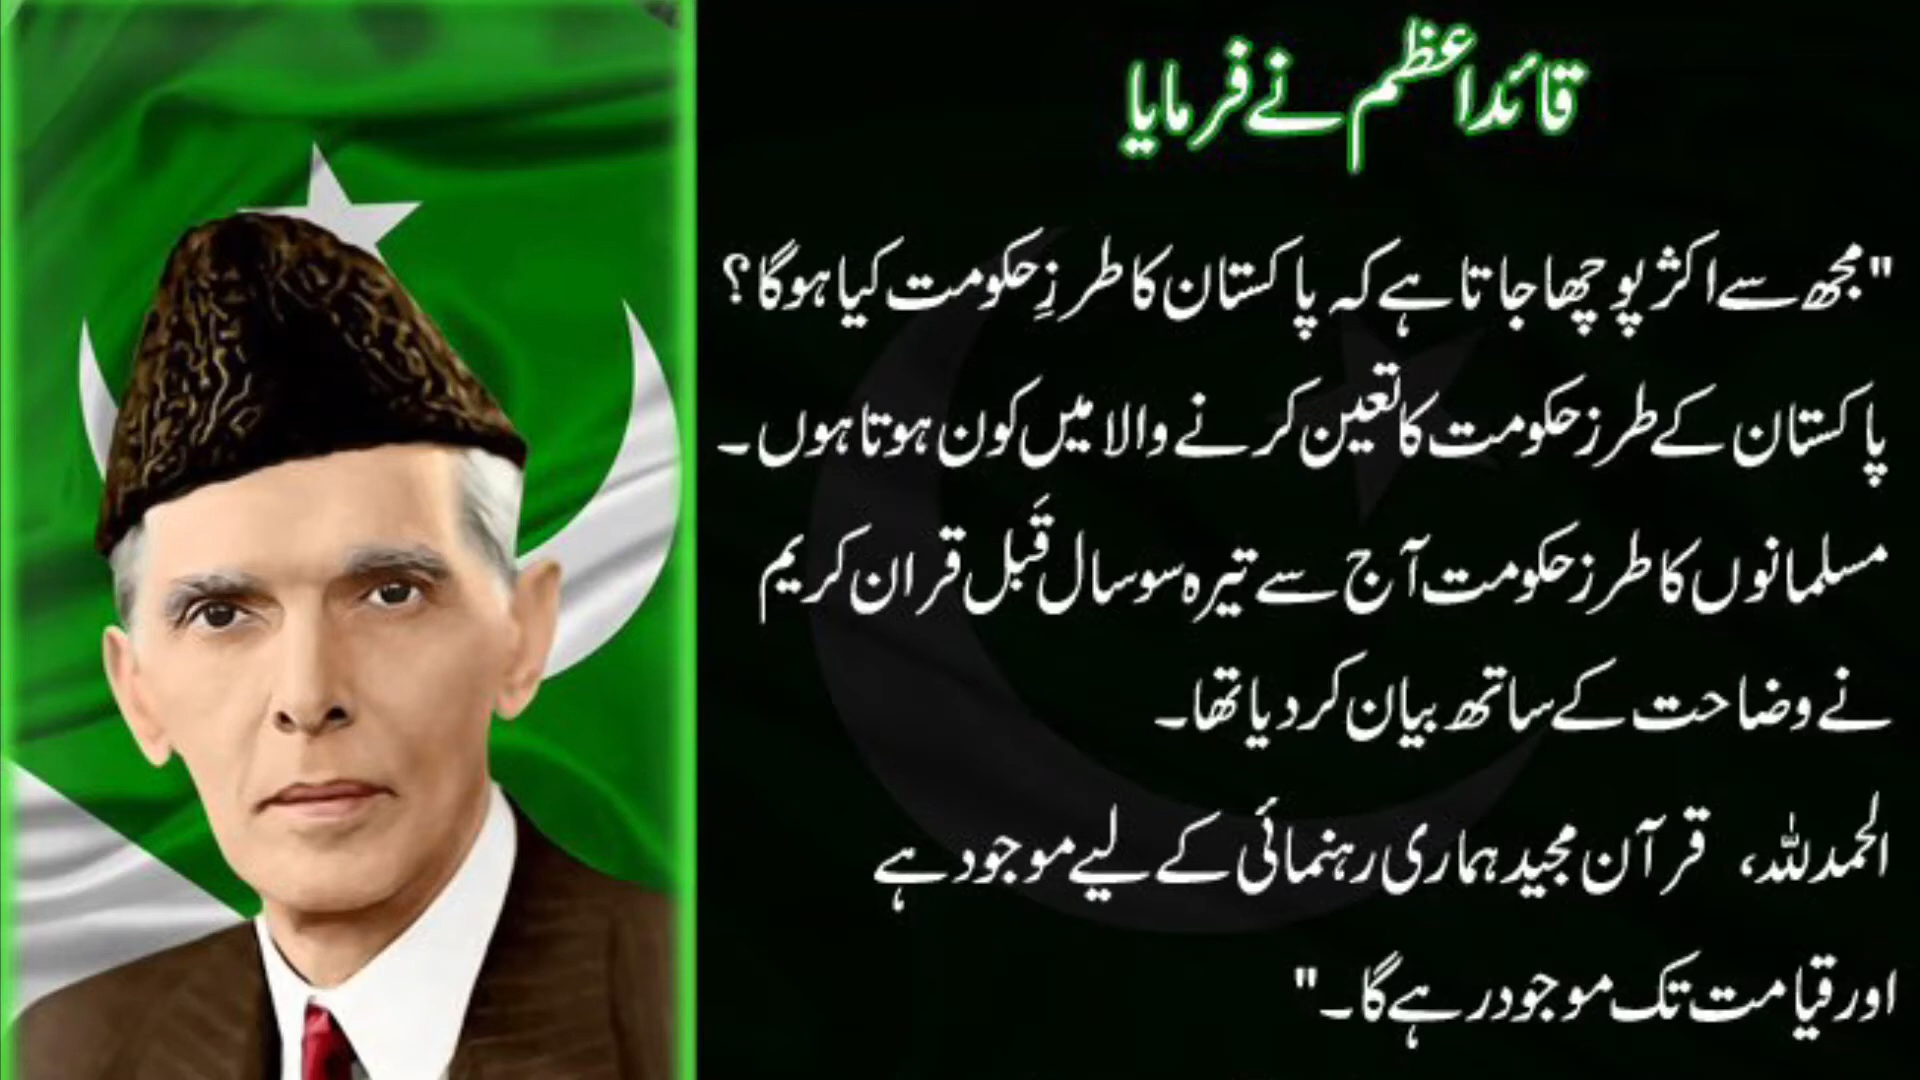 قائداعظم نے فرمایا
"مجھ سے اکثر پوچھا جاتا ہے کہ پاکستان کا طرزِ حکومت کیا ہوگا؟
پاکستان کے طرز حکومت کا تعین کرنے والا میں کون ہوتا ہوں۔
مسلمانوں کا طرز حکومت آج سے تیرہ سو سال قَبل قران کریم
نے وضاحت کے ساتھ بیان کر دیا تھا۔
الحمدللہ، قرآن مجید ہماری رہنمائی کے لیے موجود ہے
اور قیامت تک موجود رہے گا۔"